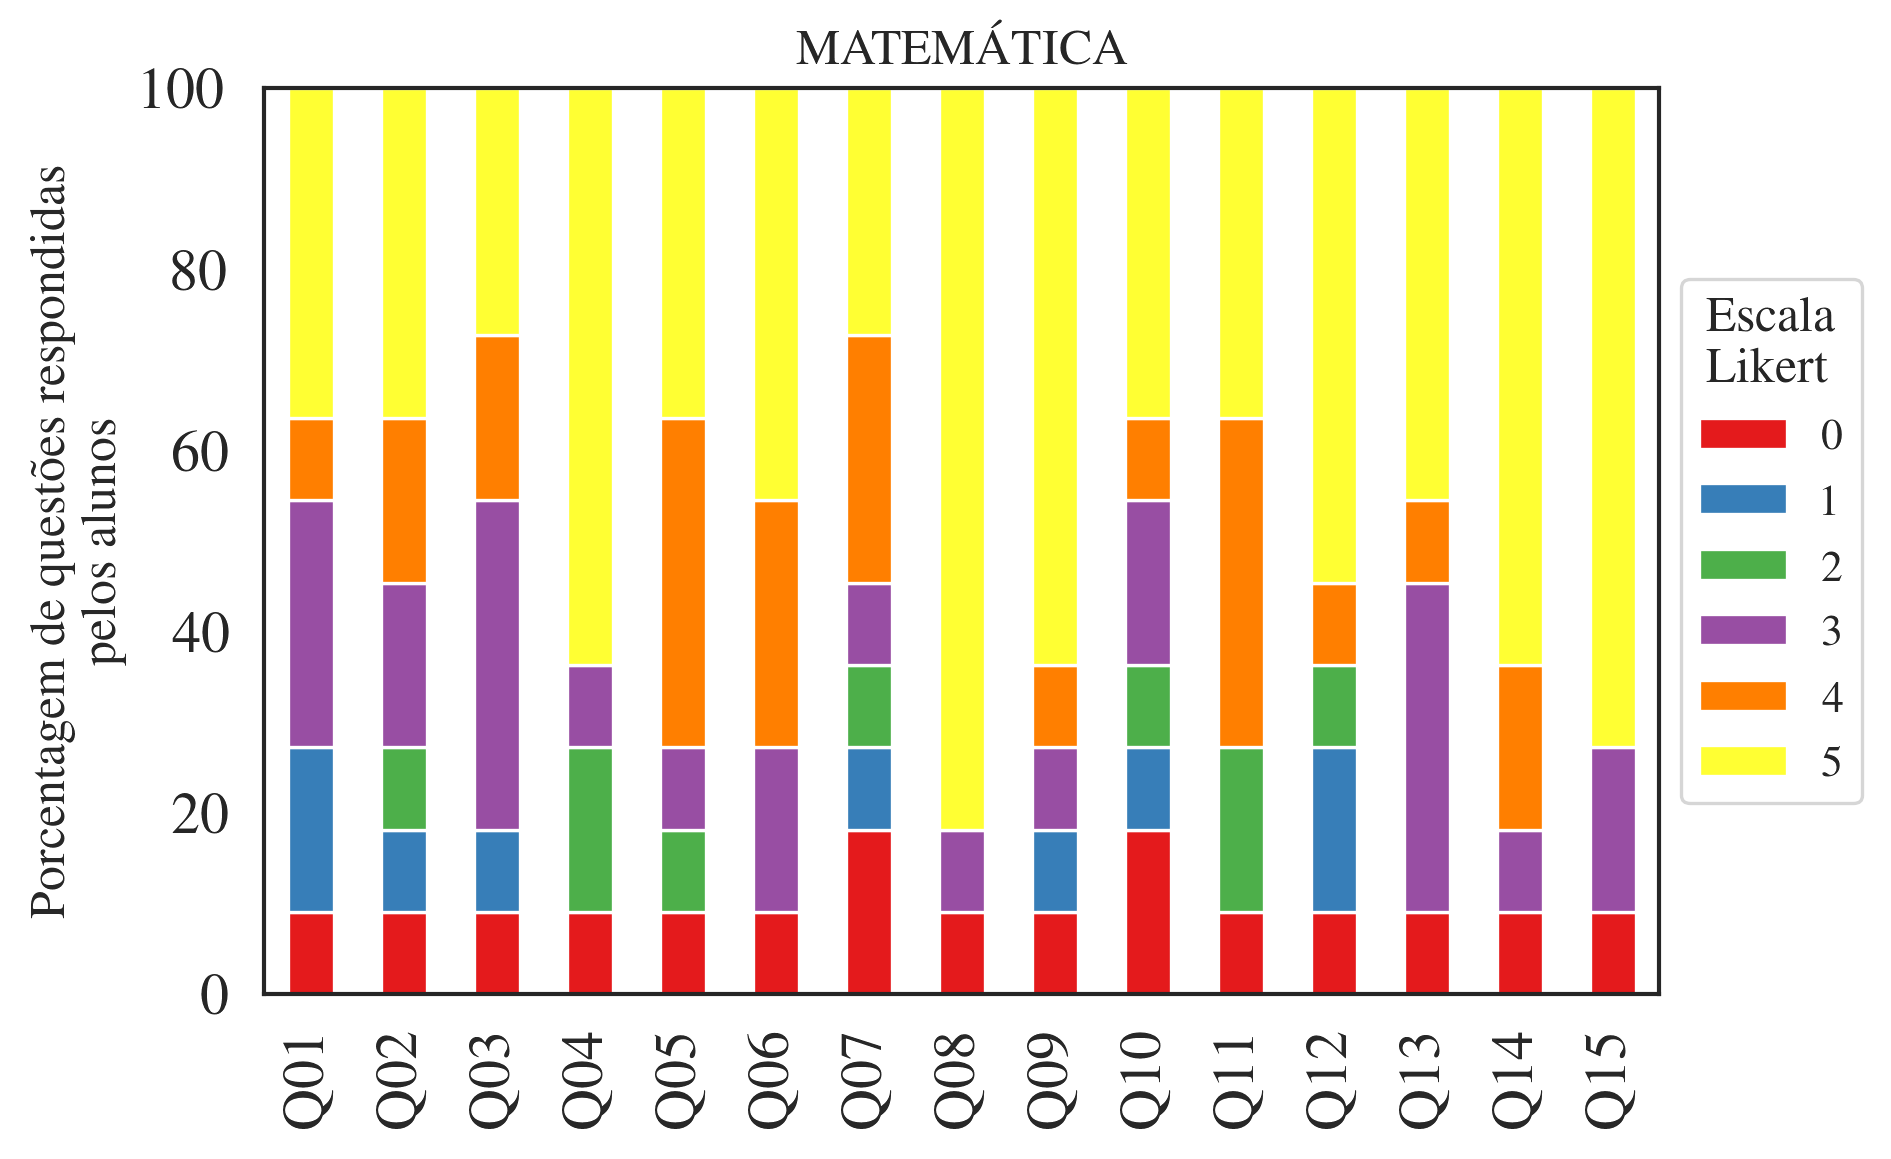 MATEMÁTICA
Porcentagem de questões respondidas
pelos alunos
100
80
60
40
20
0
Q01
Q02
Q03
Q04
Q05
Q06
Q07
Q08
Q09
Q10
Q11
Q12
Q13
Q14
Q15
Escala
Likert
0
1
2
3
4
5